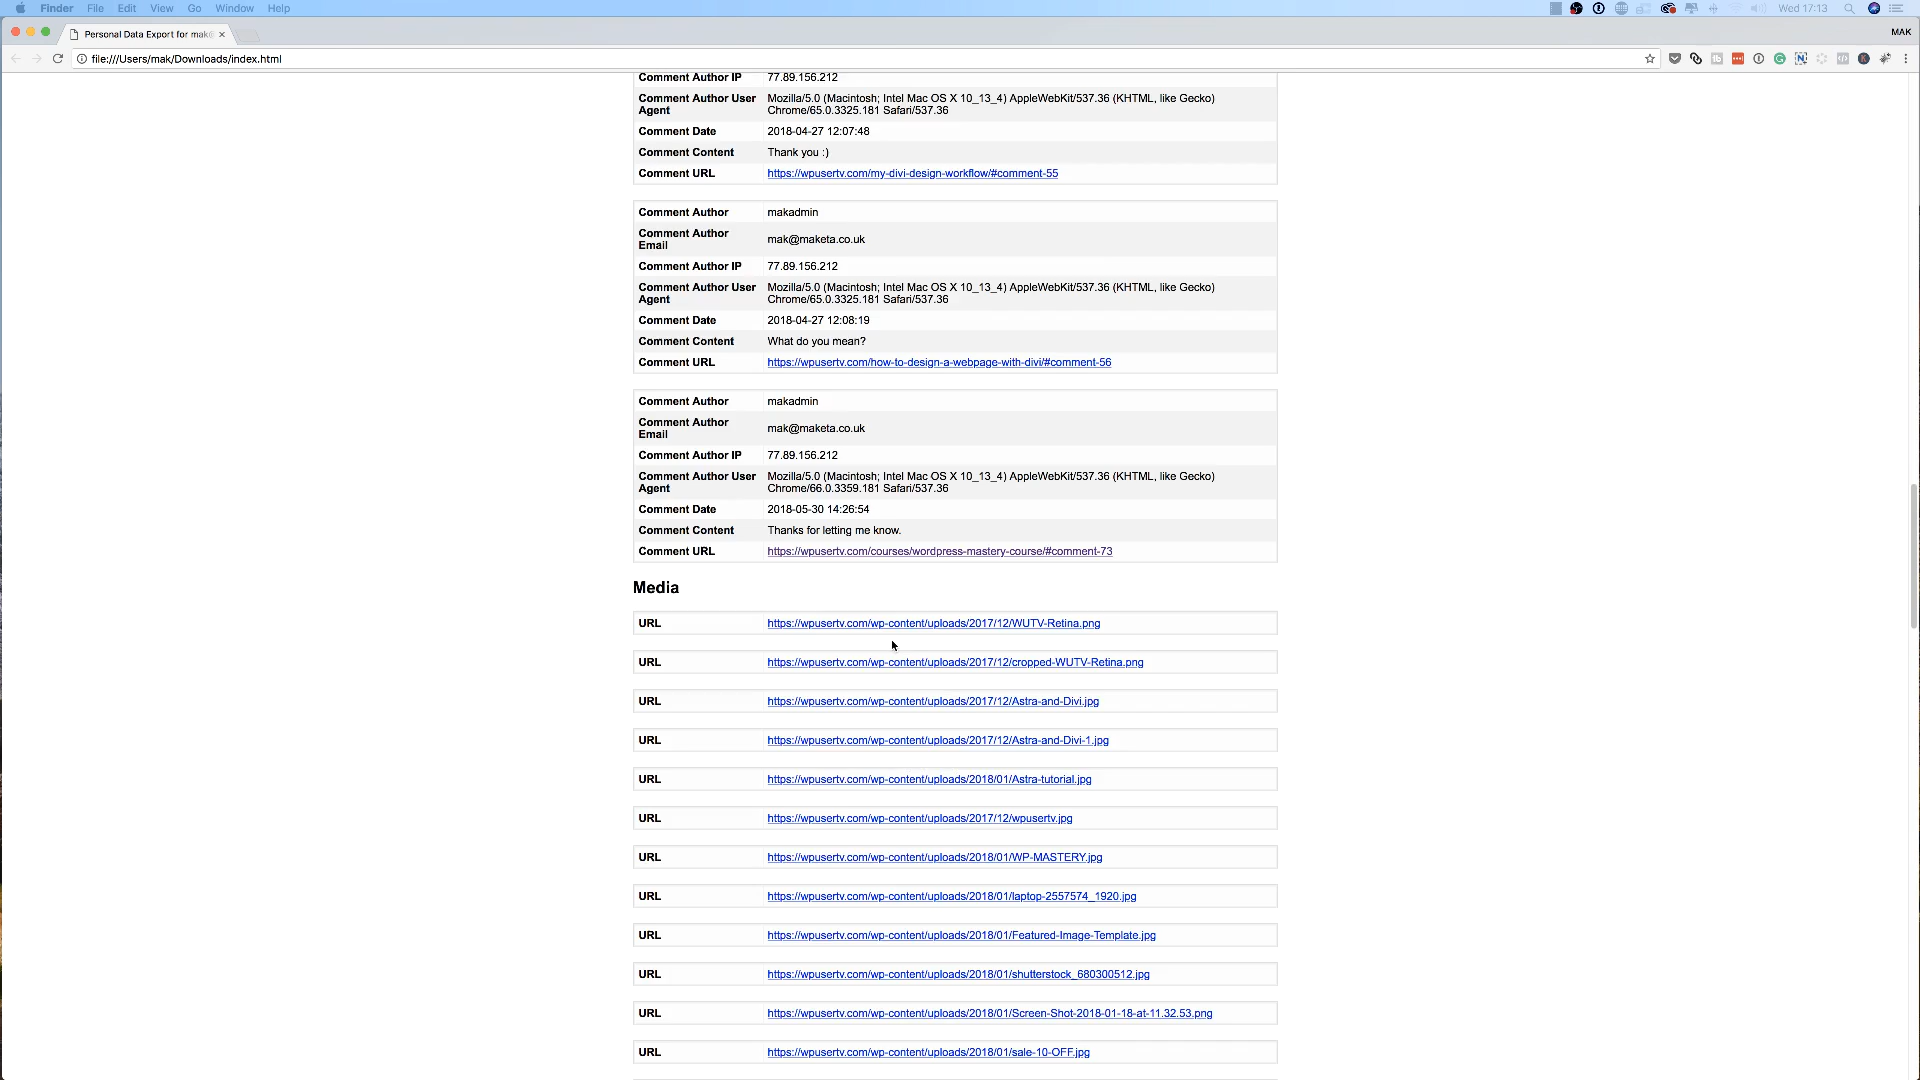 Finder File Edit View Go Window Help Wed 17:13
Personal Data Export for mak@ MAK
file:///Users/mak/Downloads/index.html
Comment Author IP 77.89.156.212
Comment Author User Agent Mozilla/5.0 (Macintosh; Intel Mac OS X 10_13_4) AppleWebKit/537.36 (KHTML, like Gecko)
Chrome/65.0.3325.181 Safari/537.36
Comment Date 2018-04-27 12:07:48
Comment Content Thank you :)
Comment URL https://wpusertv.com/my-divi-design-workflow/#comment-55
Comment Author makadmin
Comment Author Email mak@maketa.co.uk
Comment Author IP 77.89.156.212
Comment Author User Agent Mozilla/5.0 (Macintosh; Intel Mac OS X 10_13_4) AppleWebKit/537.36 (KHTML, like Gecko)
Chrome/65.0.3325.181 Safari/537.36
Comment Date 2018-04-27 12:08:19
Comment Content What do you mean?
Comment URL https://wpusertv.com/how-to-design-a-webpage-with-divi/#comment-56
Comment Author makadmin
Comment Author Email mak@maketa.co.uk
Comment Author IP 77.89.156.212
Comment Author User Agent Mozilla/5.0 (Macintosh; Intel Mac OS X 10_13_4) AppleWebKit/537.36 (KHTML, like Gecko)
Chrome/66.0.3359.181 Safari/537.36
Comment Date 2018-05-30 14:26:54
Comment Content Thanks for letting me know.
Comment URL https://wpusertv.com/courses/wordpress-mastery-course/#comment-73
Media
URL https://wpusertv.com/wp-content/uploads/2017/12/WUTV-Retina.png
URL https://wpusertv.com/wp-content/uploads/2017/12/cropped-WUTV-Retina.png
URL https://wpusertv.com/wp-content/uploads/2017/12/Astra-and-Divi.jpg
URL https://wpusertv.com/wp-content/uploads/2017/12/Astra-and-Divi-1.jpg
URL https://wpusertv.com/wp-content/uploads/2018/01/Astra-tutorial.jpg
URL https://wpusertv.com/wp-content/uploads/2017/12/wpusertv.jpg
URL https://wpusertv.com/wp-content/uploads/2018/01/WP-MASTERY.jpg
URL https://wpusertv.com/wp-content/uploads/2018/01/laptop-2557574_1920.jpg
URL https://wpusertv.com/wp-content/uploads/2018/01/Featured-Image-Template.jpg
URL https://wpusertv.com/wp-content/uploads/2018/01/shutterstock_680300512.jpg
URL https://wpusertv.com/wp-content/uploads/2018/01/Screen-Shot-2018-01-18-at-11.32.53.png
URL https://wpusertv.com/wp-content/uploads/2018/01/sale-10-OFF.jpg